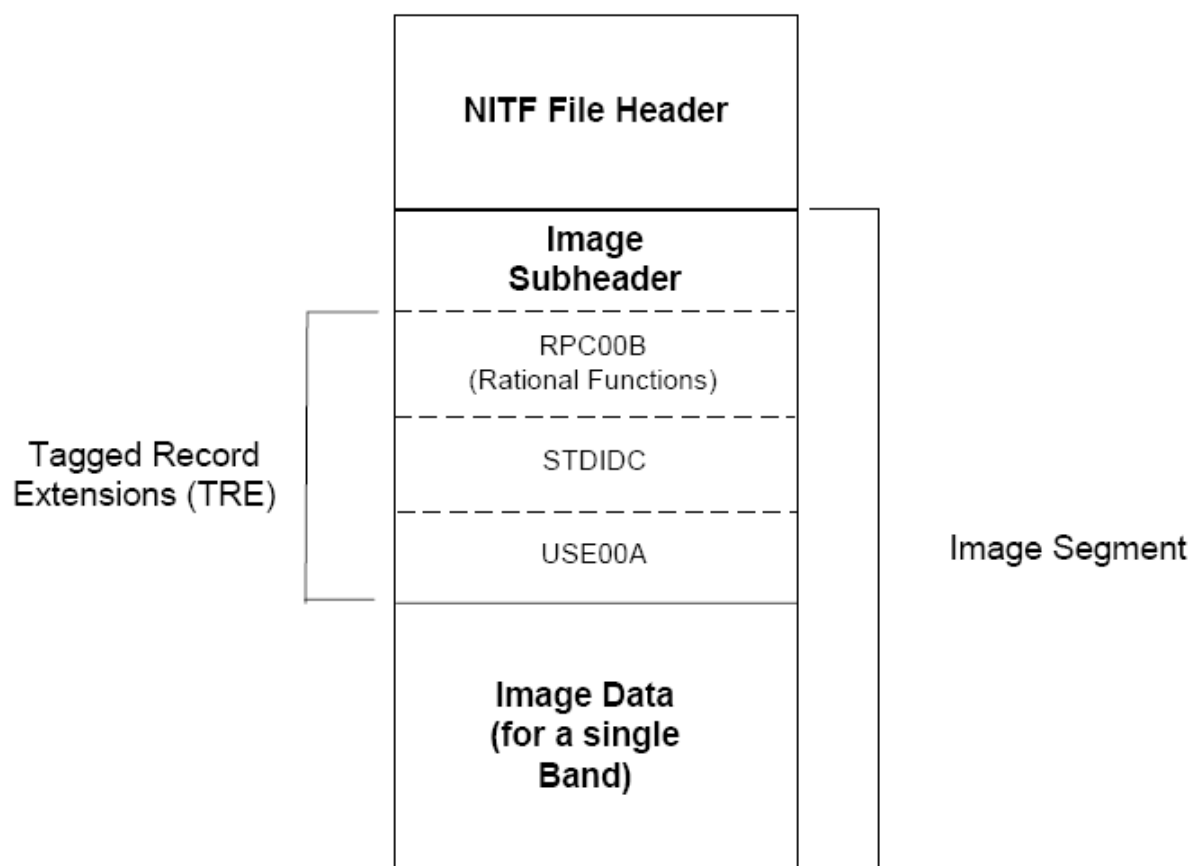 NITF File Header
Image
Subheader
RPC00B
(Rational Functions)
STDIDC
USE00A
Tagged Record
Extensions (TRE)
Image Segment
Image Data
(for a single
Band)